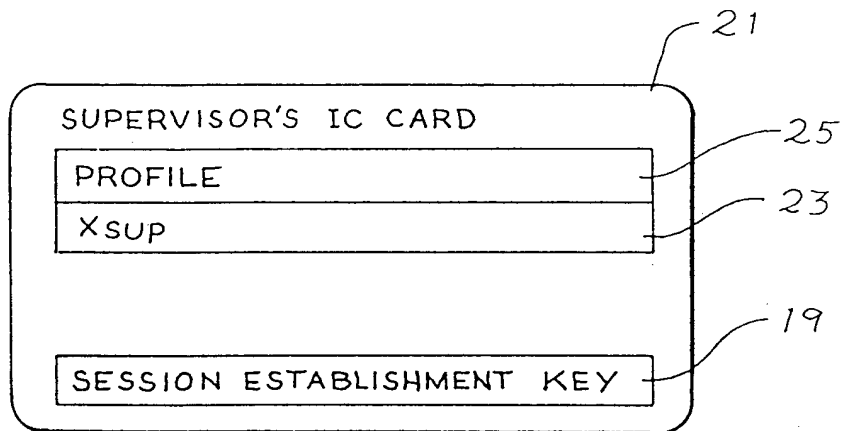 21
SUPERVISOR'S IC CARD
25
PROFILE
23
XSUP
19
SESSION ESTABLISHMENT KEY